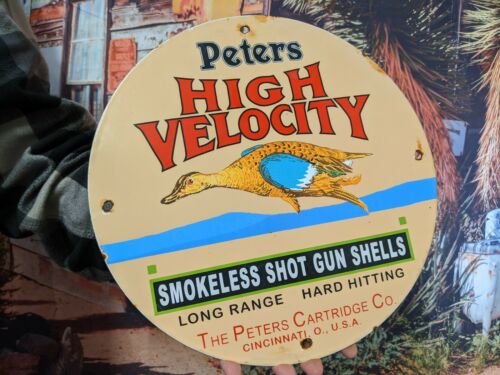 Peters
HIGH
VELOCITY
SMOKELESS SHOT GUN SHELLS
LONG RANGE HARD HITTING
THE PETERS CARTRIDGE CO.
CINCINNATI, O., U.S.A.